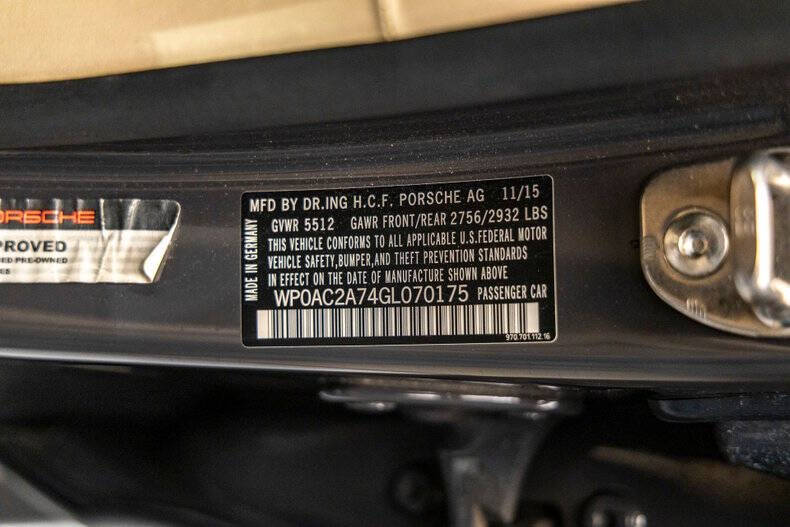 MFD BY DR.ING H.C.F. PORSCHE AG 11/15
GVWR 5512 GAWR FRONT/REAR 2756/2932 LBS
THIS VEHICLE CONFORMS TO ALL APPLICABLE U.S.FEDERAL MOTOR
VEHICLE SAFETY,BUMPER,AND THEFT PREVENTION STANDARDS
IN EFFECT ON THE DATE OF MANUFACTURE SHOWN ABOVE
WP0AC2A74GL070175 PASSENGER CAR
970.701.112.16
MADE IN GERMANY
PORSCHE
PROVED
PRE-OWNED